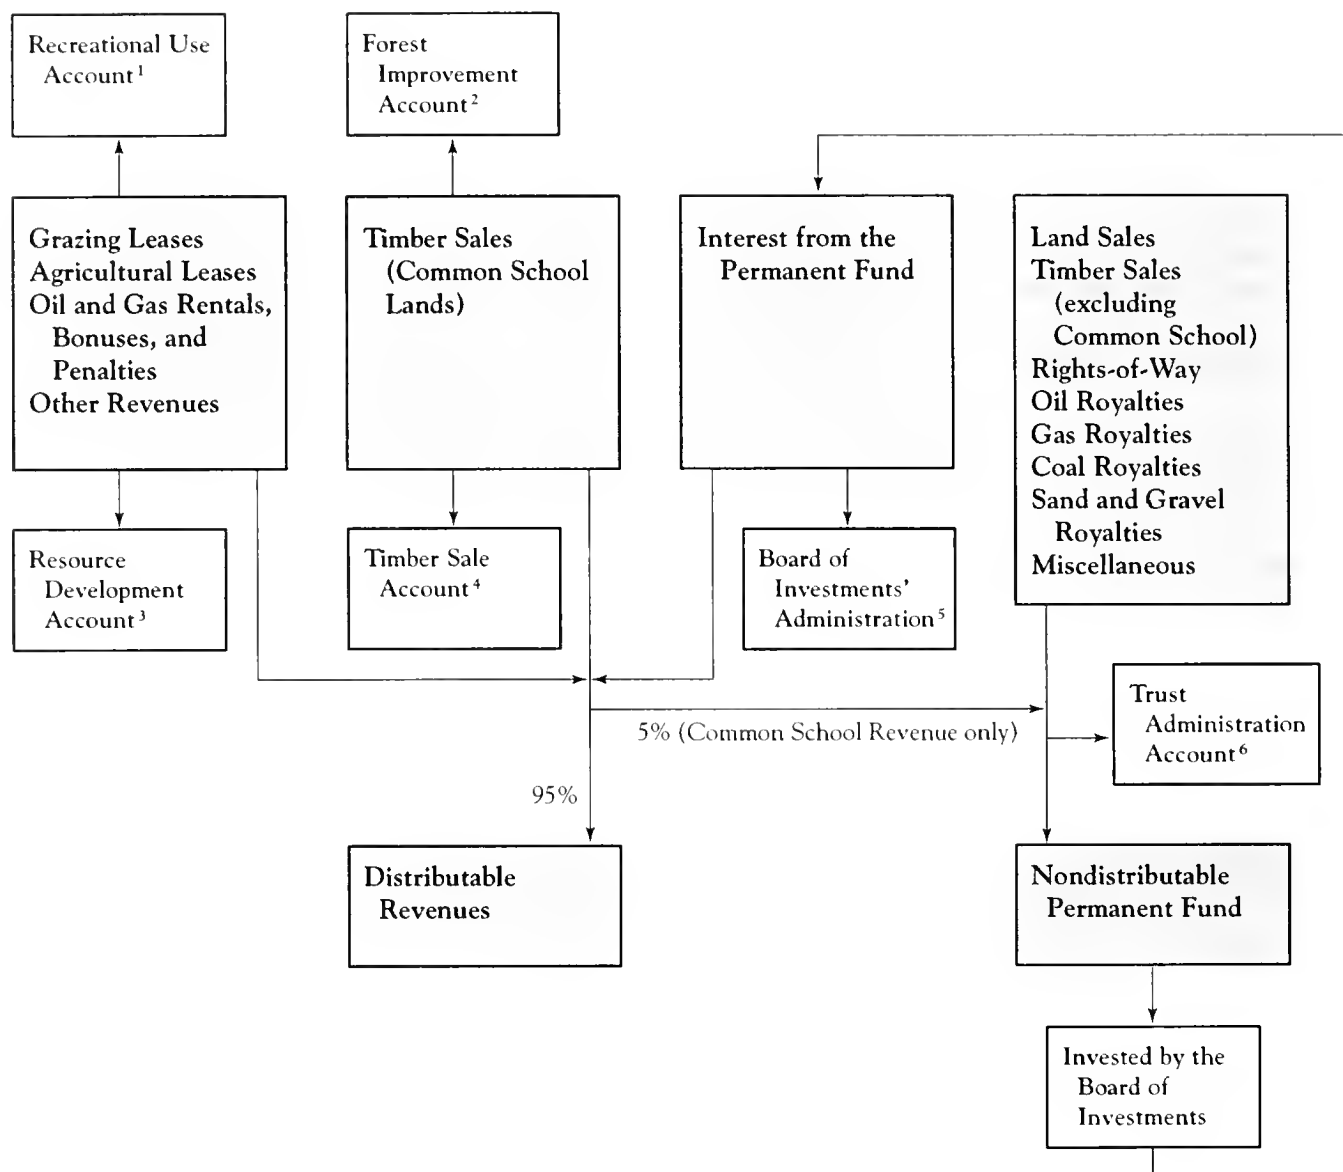 Recreational Use
Account¹
Forest
Improvement
Account²
Grazing Leases
Agricultural Leases
Oil and Gas Rentals,
Bonuses, and
Penalties
Other Revenues
Timber Sales
(Common School
Lands)
Interest from the
Permanent Fund
Land Sales
Timber Sales
(excluding
Common School)
Rights-of-Way
Oil Royalties
Gas Royalties
Coal Royalties
Sand and Gravel
Royalties
Miscellaneous
Resource
Development
Account³
Timber Sale
Account⁴
Board of
Investments'
Administration⁵
5% (Common School Revenue only)
Trust
Administration
Account⁶
95%
Distributable
Revenues
Nondistributable
Permanent Fund
Invested by the
Board of
Investments